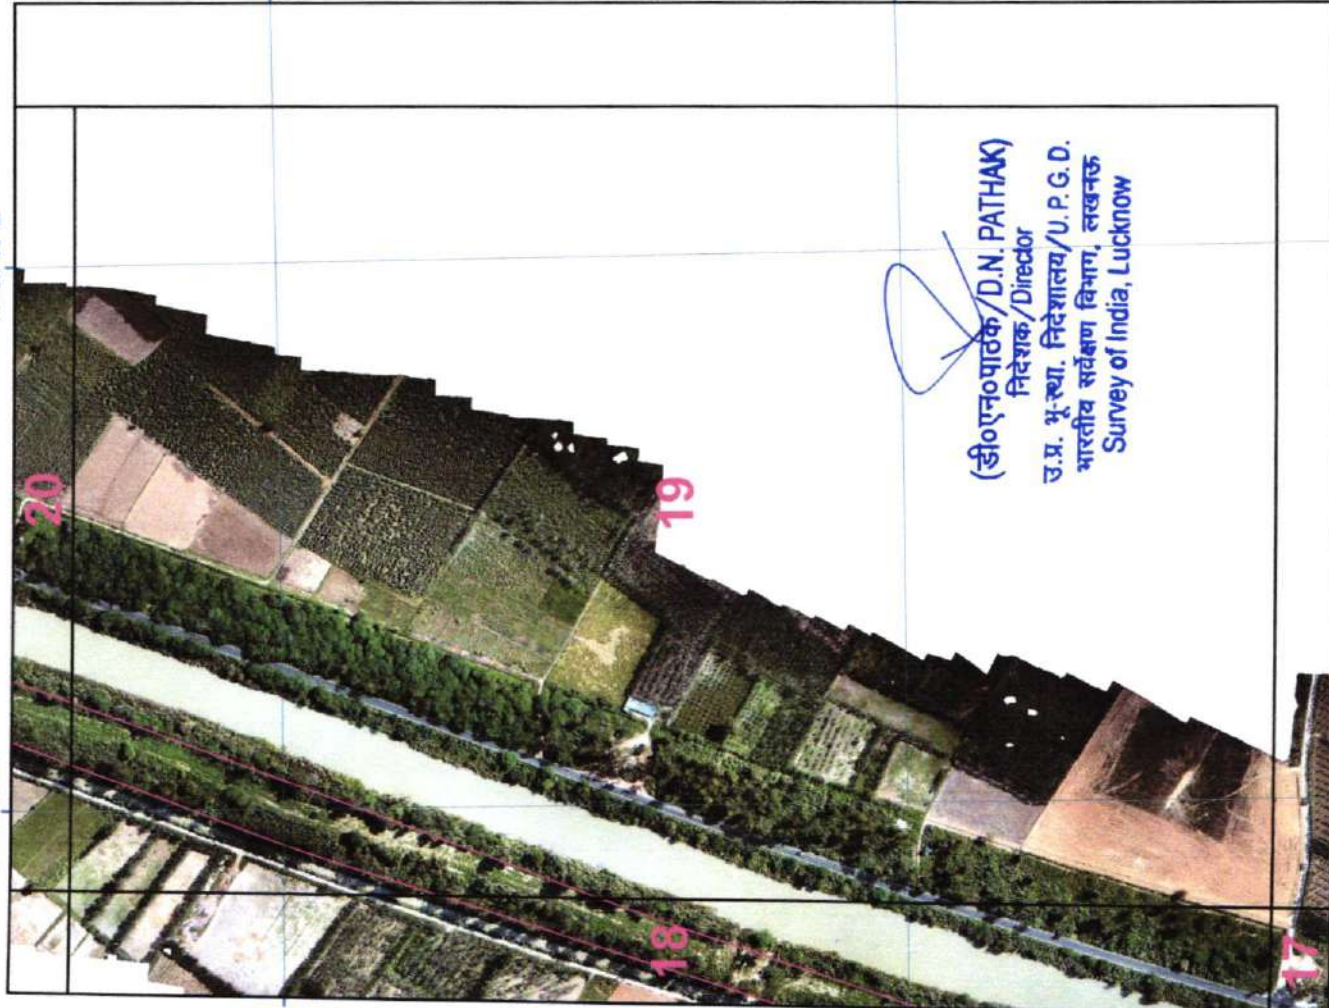 20
19
18
17
(डी०एन०पाठक/D.N. PATHAK)
निदेशक/Director
उ.प्र. भू-स्था. निदेशालय/U.P.G.D.
भारतीय सर्वेक्षण विभाग, लखनऊ
Survey of India, Lucknow